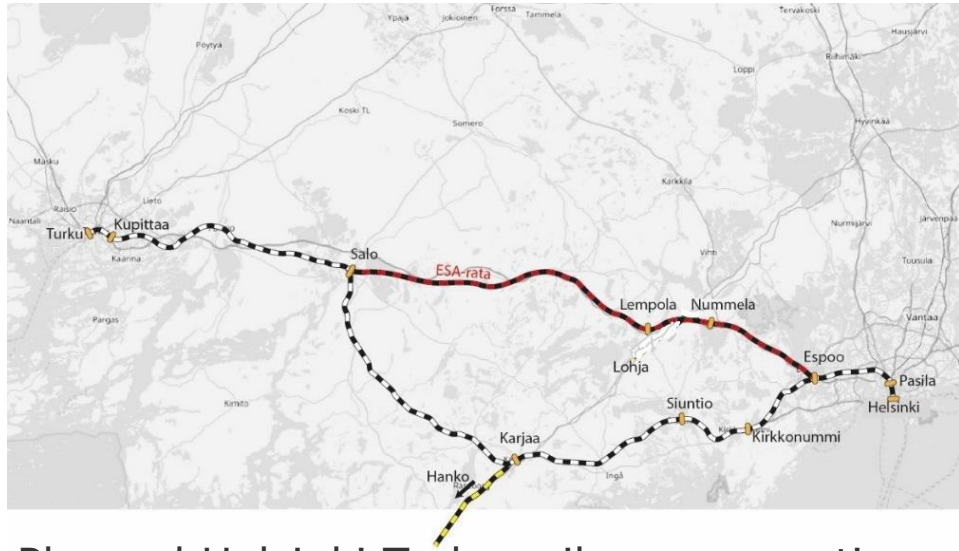 Tervakoski
Ypäjä
Jokioinen
Forssa
Tammela
Hausjärvi
Pöytyä
Riihimäki
Loppi
Koski TL
Somero
Hyvinkää
Masku
Karkkila
Lieto
Naantali
Raisio
Turku
Kupittaa
Nurmijärvi
Järvenpää
Kaarina
Salo
Vihti
Tuusula
ESA-rata
Pargas
Lempola
Nummela
Vantaa
Lohja
Espoo
Pasila
Helsinki
Kimito
Siuntio
Kirkkonummi
Karjaa
Hanko
Ingå